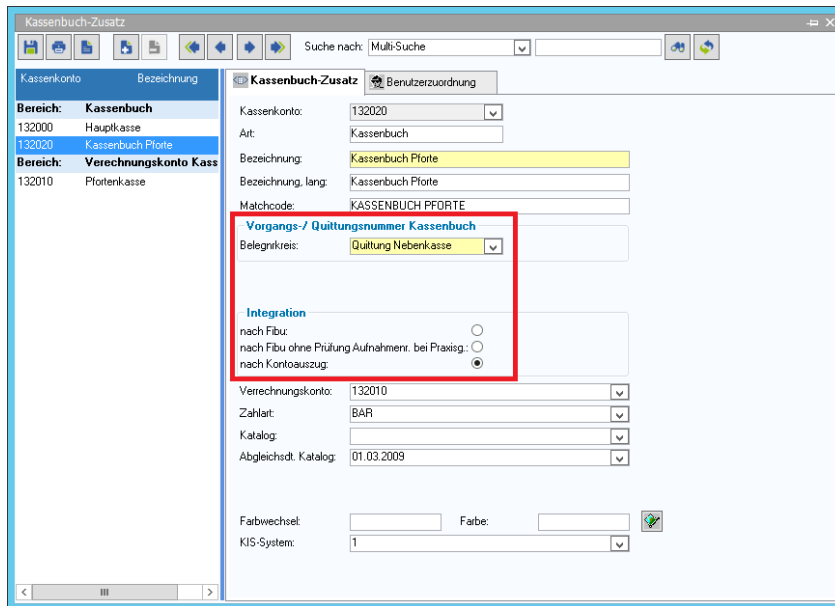 Kassenbuch-Zusatz
Suche nach: Multi-Suche
Kassenkonto Bezeichnung
Bereich: Kassenbuch
132000 Hauptkasse
132020 Kassenbuch Pforte
Bereich: Verechnungskonto Kass
132010 Pfortenkasse
Kassenbuch-Zusatz Benutzerzuordnung
Kassenkonto: 132020
Art: Kassenbuch
Bezeichnung: Kassenbuch Pforte
Bezeichnung, lang: Kassenbuch Pforte
Matchcode: KASSENBUCH PFORTE
Vorgangs-/ Quittungsnummer Kassenbuch
Belegnrkreis: Quittung Nebenkasse
Integration
nach Fibu:
nach Fibu ohne Prüfung Aufnahmenr. bei Praxisg.:
nach Kontoauszug:
Verrechnungskonto: 132010
Zahlart: BAR
Katalog:
Abgleichsdt. Katalog: 01.03.2009
Farbwechsel: Farbe:
KIS-System: 1